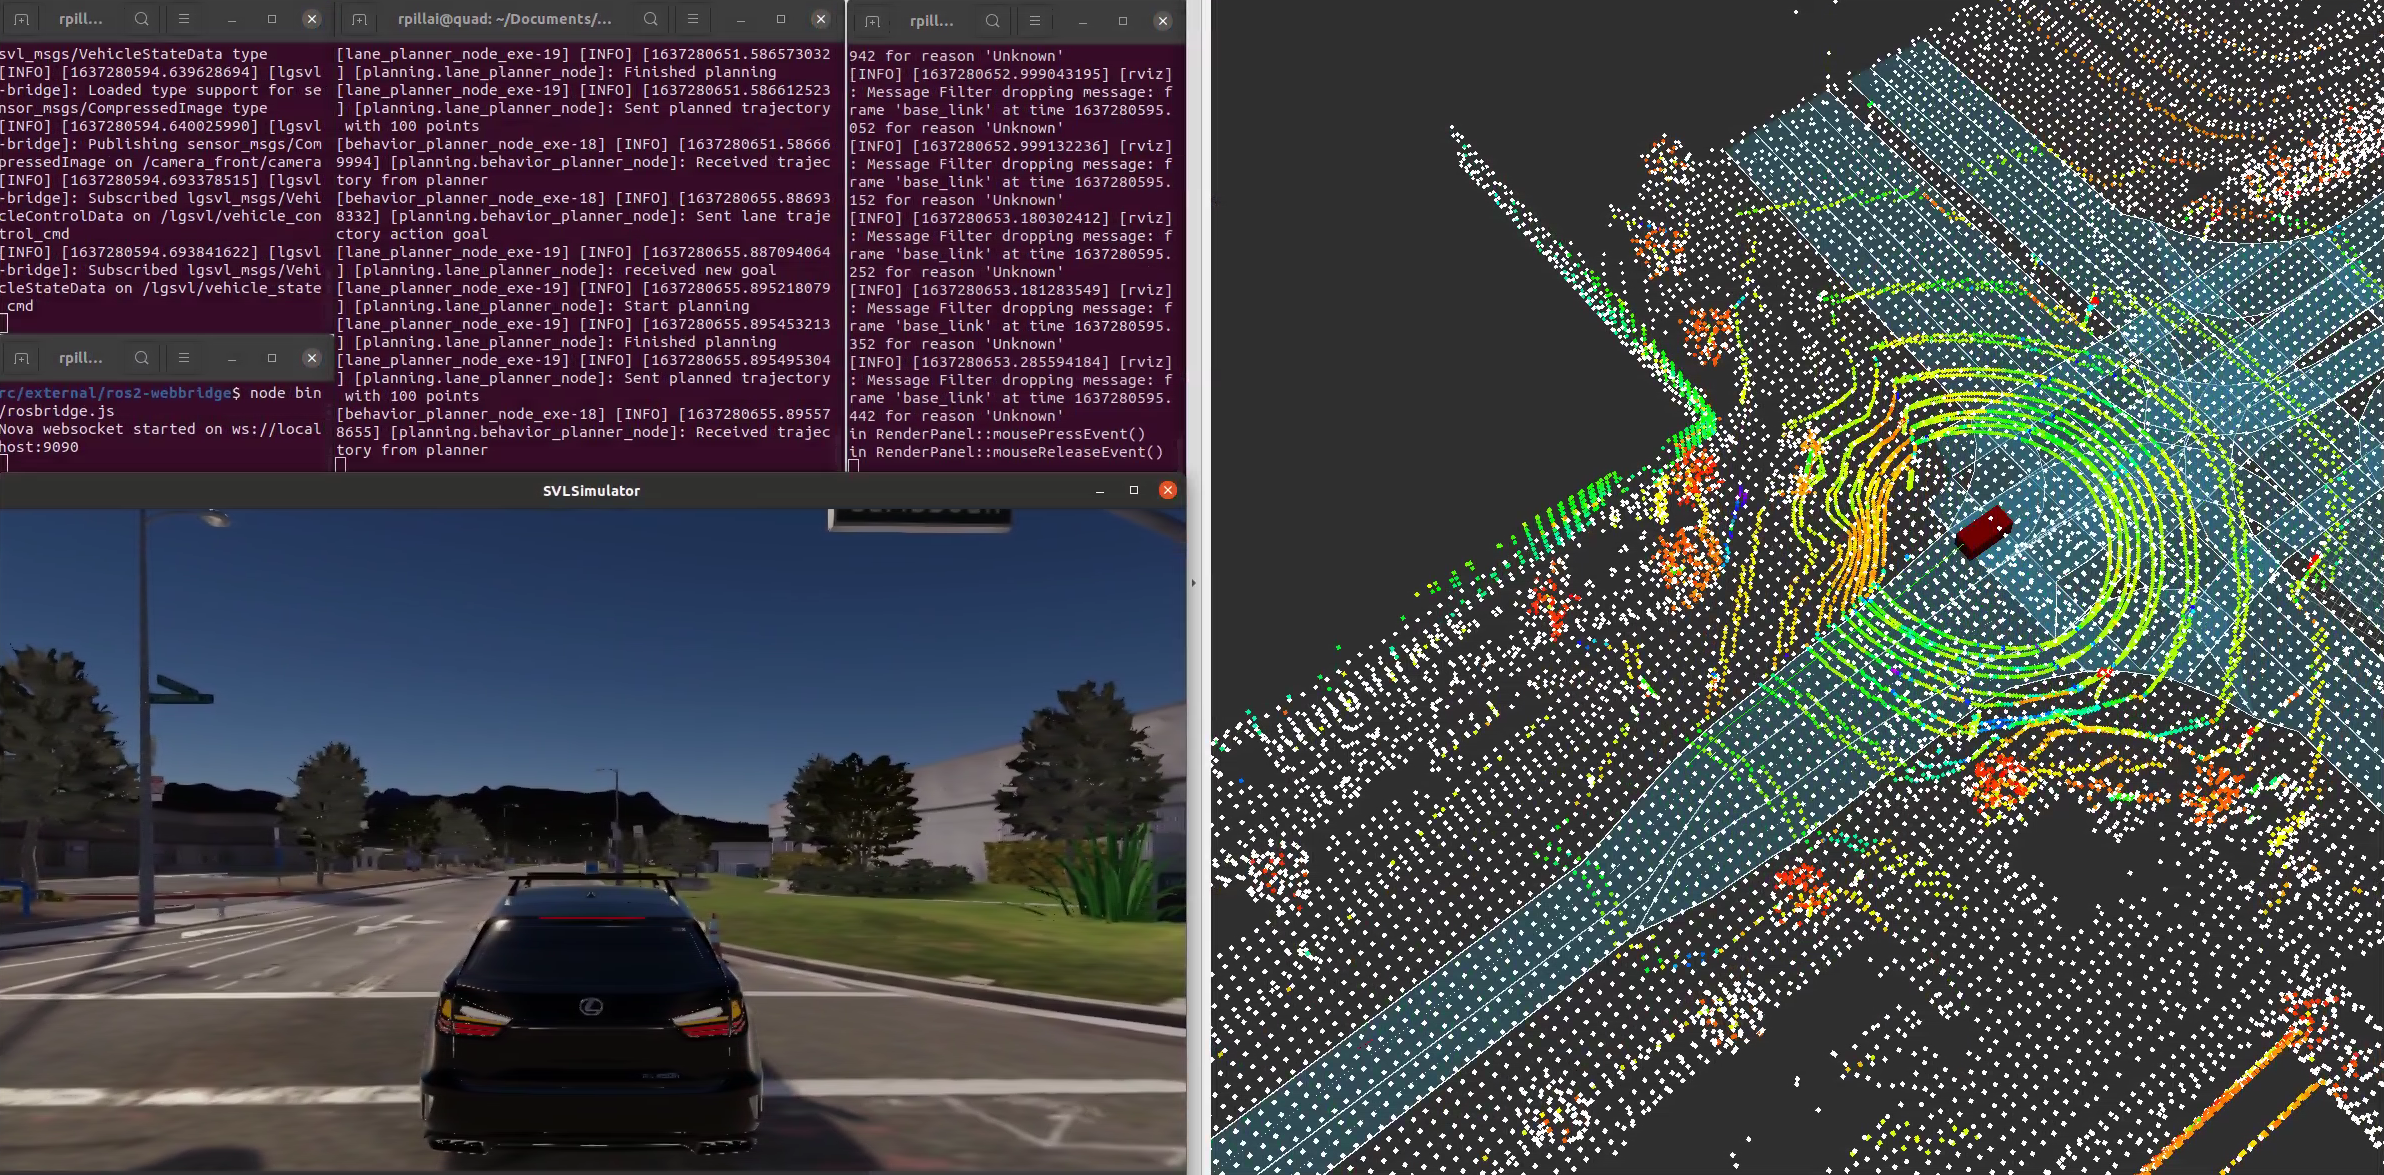 rpill...
svl_msgs/VehicleStateData type
[INFO] [1637280594.639628694] [lgsvl
-bridge]: Loaded type support for se
nsor_msgs/CompressedImage type
[INFO] [1637280594.640025990] [lgsvl
-bridge]: Publishing sensor_msgs/Com
pressedImage on /camera_front/camera
[INFO] [1637280594.693378515] [lgsvl
-bridge]: Subscribed lgsvl_msgs/Vehi
cleControlData on /lgsvl/vehicle_con
trol_cmd
[INFO] [1637280594.693841622] [lgsvl
-bridge]: Subscribed lgsvl_msgs/Vehi
cleStateData on /lgsvl/vehicle_state
_cmd
rpill...
rc/external/ros2-webbridge$ node bin
/rosbridge.js
Nova websocket started on ws://local
host:9090
rpillai@quad: ~/Documents/...
[lane_planner_node_exe-19] [INFO] [1637280651.586573032
] [planning.lane_planner_node]: Finished planning
[lane_planner_node_exe-19] [INFO] [1637280651.586612523
] [planning.lane_planner_node]: Sent planned trajectory
with 100 points
[behavior_planner_node_exe-18] [INFO] [1637280651.58666
9994] [planning.behavior_planner_node]: Received trajec
tory from planner
[behavior_planner_node_exe-18] [INFO] [1637280655.88693
8332] [planning.behavior_planner_node]: Sent lane traje
ctory action goal
[lane_planner_node_exe-19] [INFO] [1637280655.887094064
] [planning.lane_planner_node]: received new goal
[lane_planner_node_exe-19] [INFO] [1637280655.895218079
] [planning.lane_planner_node]: Start planning
[lane_planner_node_exe-19] [INFO] [1637280655.895453213
] [planning.lane_planner_node]: Finished planning
[lane_planner_node_exe-19] [INFO] [1637280655.895495304
] [planning.lane_planner_node]: Sent planned trajectory
with 100 points
[behavior_planner_node_exe-18] [INFO] [1637280655.89557
8655] [planning.behavior_planner_node]: Received trajec
tory from planner
rpill...
942 for reason 'Unknown'
[INFO] [1637280652.999043195] [rviz]
: Message Filter dropping message: f
rame 'base_link' at time 1637280595.
052 for reason 'Unknown'
[INFO] [1637280652.999132236] [rviz]
: Message Filter dropping message: f
rame 'base_link' at time 1637280595.
152 for reason 'Unknown'
[INFO] [1637280653.180302412] [rviz]
: Message Filter dropping message: f
rame 'base_link' at time 1637280595.
252 for reason 'Unknown'
[INFO] [1637280653.181283549] [rviz]
: Message Filter dropping message: f
rame 'base_link' at time 1637280595.
352 for reason 'Unknown'
[INFO] [1637280653.285594184] [rviz]
: Message Filter dropping message: f
rame 'base_link' at time 1637280595.
442 for reason 'Unknown'
in RenderPanel::mousePressEvent()
in RenderPanel::mouseReleaseEvent()
SVLSimulator